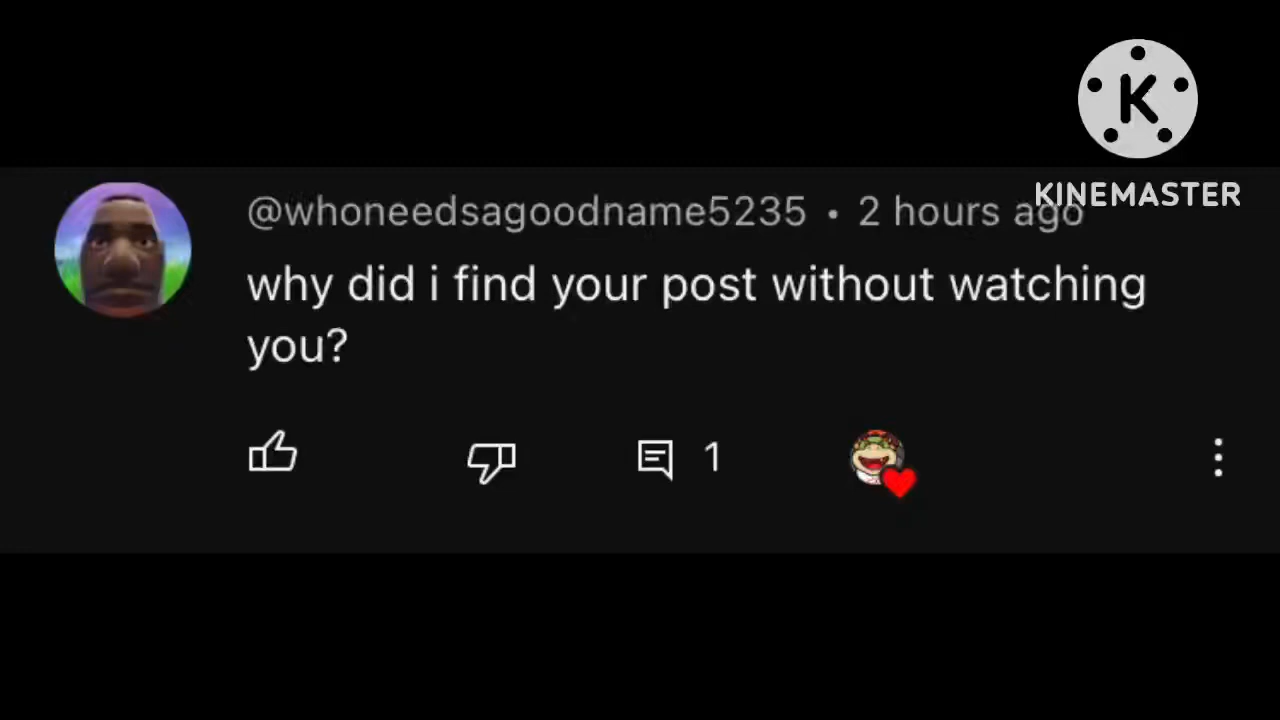 K
KINEMASTER
@whoneedsagoodname5235 • 2 hours ago
why did i find your post without watching
you?
1